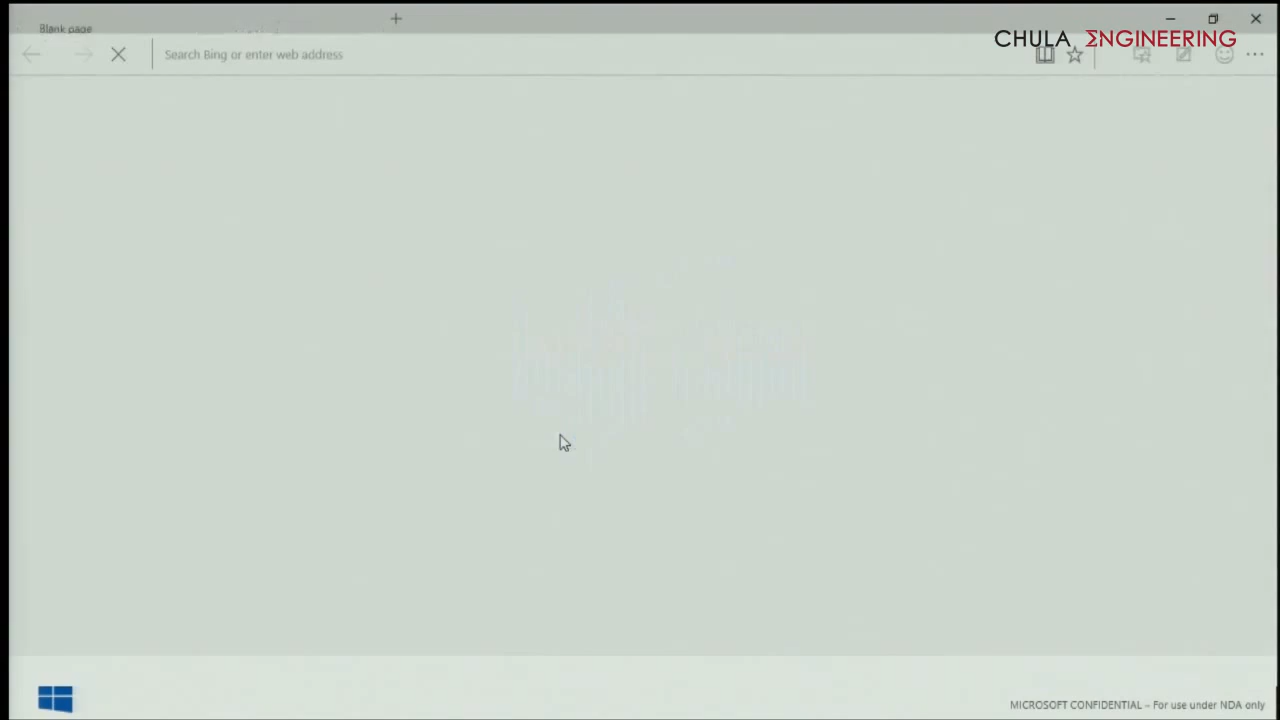 Blank page
CHULA ΣNGINEERING
Search Bing or enter web address
MICROSOFT CONFIDENTIAL – For use under NDA only